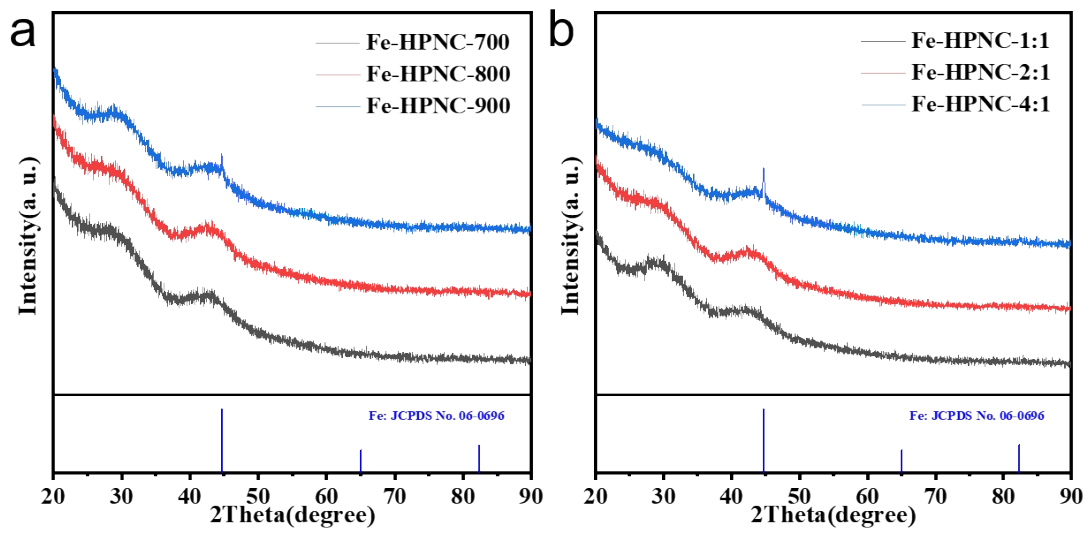 a
Fe-HPNC-700
Fe-HPNC-800
Fe-HPNC-900
Intensity(a. u.)
Fe: JCPDS No. 06-0696
20 30 40 50 60 70 80 90
2Theta(degree)
b
Fe-HPNC-1:1
Fe-HPNC-2:1
Fe-HPNC-4:1
Intensity(a. u.)
Fe: JCPDS No. 06-0696
20 30 40 50 60 70 80 90
2Theta(degree)